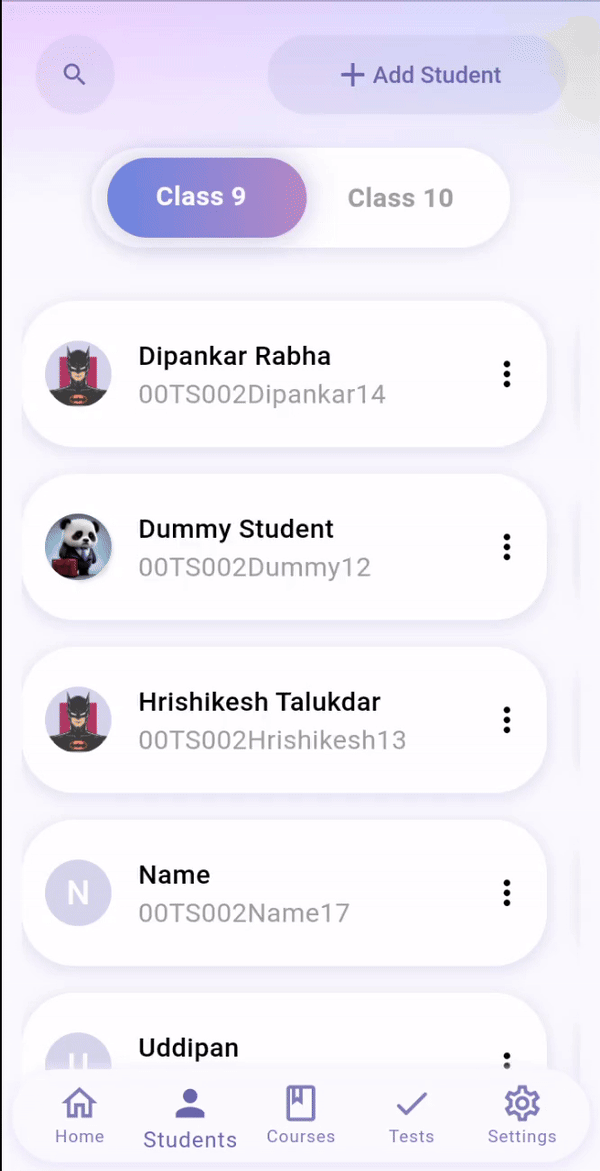 Add Student
Class 9
Class 10
Dipankar Rabha
00TS002Dipankar14
Dummy Student
00TS002Dummy12
Hrishikesh Talukdar
00TS002Hrishikesh13
N
Name
00TS002Name17
U
Uddipan
Home
Students
Courses
Tests
Settings